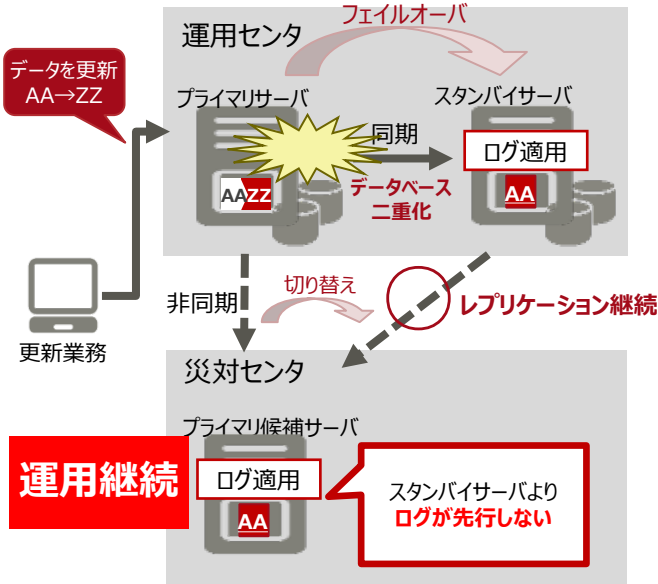 フェイルオーバ
運用センタ
データを更新
AA→ZZ
プライマリサーバ
スタンバイサーバ
同期
ログ適用
AAZZ
データベース
二重化
AA
切り替え
非同期
レプリケーション継続
更新業務
災対センタ
プライマリ候補サーバ
運用継続
ログ適用
スタンバイサーバより
ログが先行しない
AA